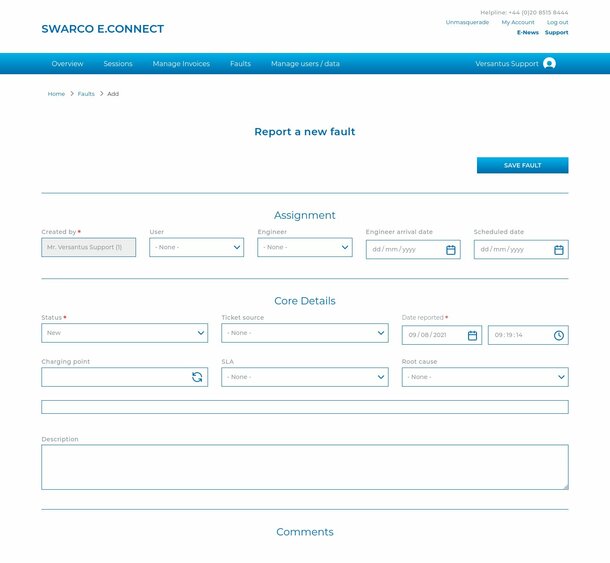 Helpline: +44 (0)20 8515 8444
SWARCO E.CONNECT
Unmasquerade My Account Log out
E-News Support
Overview Sessions Manage Invoices Faults Manage users / data Versantus Support
Home > Faults > Add
Report a new fault
SAVE FAULT
Assignment
Created by * User Engineer Engineer arrival date Scheduled date
Mr. Versantus Support (1) - None - - None - dd / mm / yyyy dd / mm / yyyy
Core Details
Status * Ticket source Date reported *
New - None - 09 / 08 / 2021 09 : 19 : 14
Charging point SLA Root cause
- None - - None -
Description
Comments